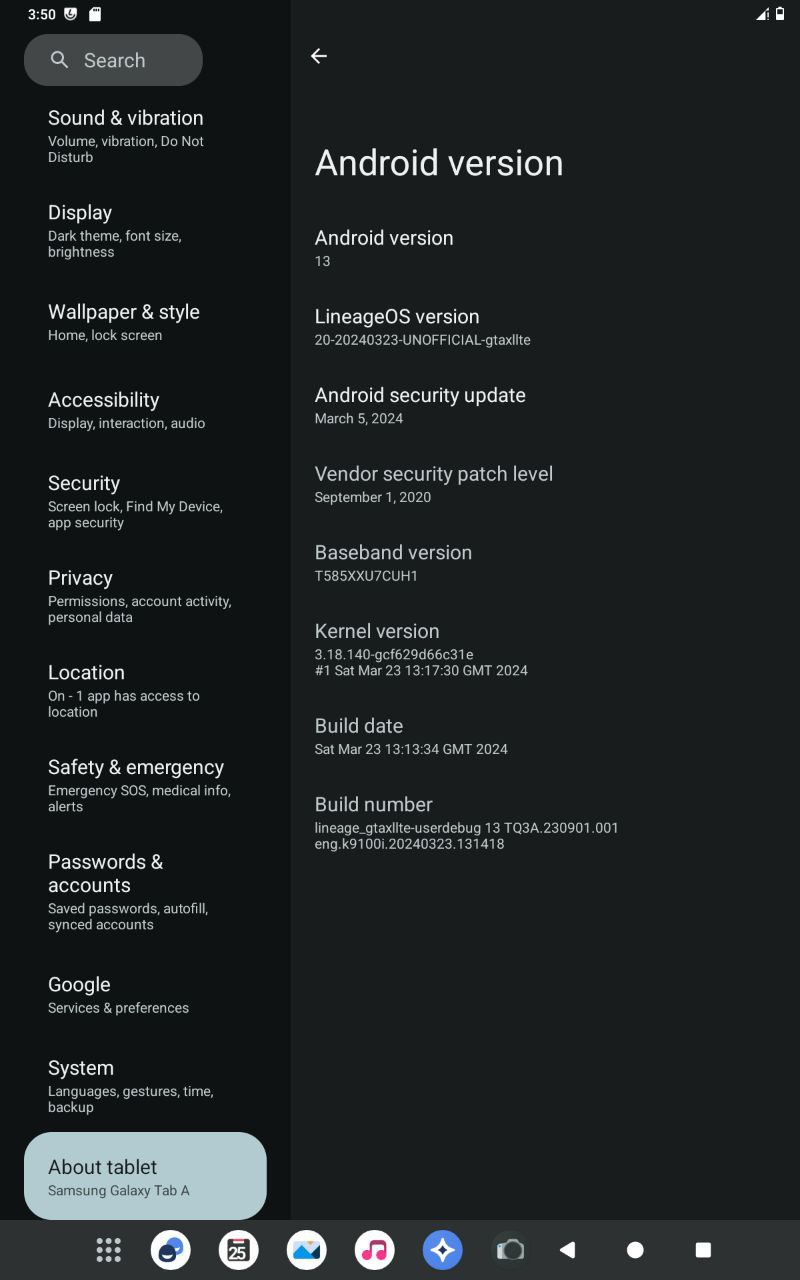 3:50
Search
Sound & vibration
Volume, vibration, Do Not
Disturb
Display
Dark theme, font size,
brightness
Wallpaper & style
Home, lock screen
Accessibility
Display, interaction, audio
Security
Screen lock, Find My Device,
app security
Privacy
Permissions, account activity,
personal data
Location
On - 1 app has access to
location
Safety & emergency
Emergency SOS, medical info,
alerts
Passwords &
accounts
Saved passwords, autofill,
synced accounts
Google
Services & preferences
System
Languages, gestures, time,
backup
About tablet
Samsung Galaxy Tab A
Android version
Android version
13
LineageOS version
20-20240323-UNOFFICIAL-gtaxllte
Android security update
March 5, 2024
Vendor security patch level
September 1, 2020
Baseband version
T585XXU7CUH1
Kernel version
3.18.140-gcf629d66c31e
#1 Sat Mar 23 13:17:30 GMT 2024
Build date
Sat Mar 23 13:13:34 GMT 2024
Build number
lineage_gtaxllte-userdebug 13 TQ3A.230901.001
eng.k9100i.20240323.131418
25